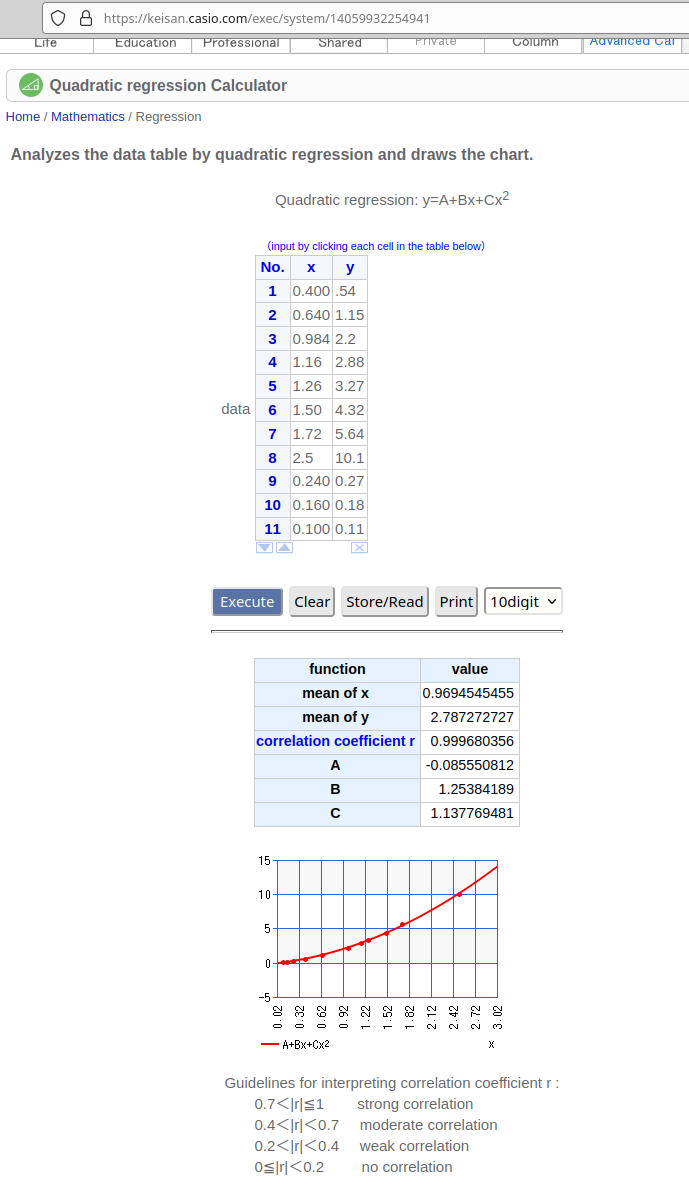 https://keisan.casio.com/exec/system/14059932254941
Life Education Professional Shared Private Column Advanced Cal
Quadratic regression Calculator
Home / Mathematics / Regression
Analyzes the data table by quadratic regression and draws the chart.
Quadratic regression: y=A+Bx+Cx²
(input by clicking each cell in the table below)
No. x y
1 0.400 .54
2 0.640 1.15
3 0.984 2.2
4 1.16 2.88
5 1.26 3.27
data 6 1.50 4.32
7 1.72 5.64
8 2.5 10.1
9 0.240 0.27
10 0.160 0.18
11 0.100 0.11
Execute Clear Store/Read Print 10digit
function value
mean of x 0.9694545455
mean of y 2.787272727
correlation coefficient r 0.999680356
A -0.085550812
B 1.25384189
C 1.137769481
15
10
5
0
-5
0.02 0.32 0.62 0.92 1.22 1.52 1.82 2.12 2.42 2.72 3.02
A+Bx+Cx² x
Guidelines for interpreting correlation coefficient r :
0.7＜|r|≦1 strong correlation
0.4＜|r|＜0.7 moderate correlation
0.2＜|r|＜0.4 weak correlation
0≦|r|＜0.2 no correlation